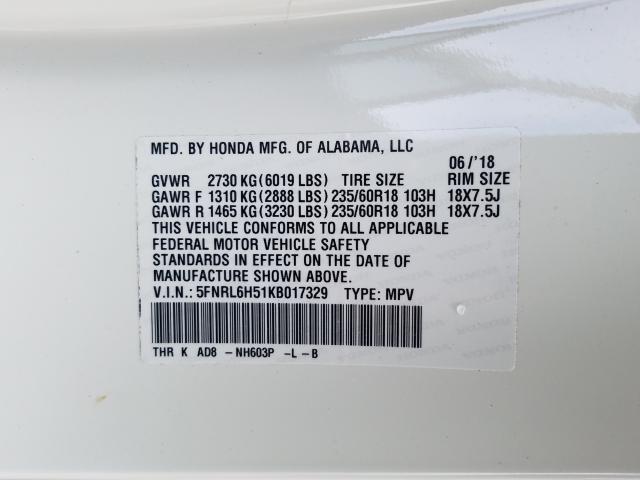 MFD. BY HONDA MFG. OF ALABAMA, LLC
06/'18
GVWR 2730 KG(6019 LBS) TIRE SIZE RIM SIZE
GAWR F 1310 KG(2888 LBS)235/60R18 103H 18X7.5J
GAWR R 1465 KG(3230 LBS)235/60R18 103H 18X7.5J
THIS VEHICLE CONFORMS TO ALL APPLICABLE
FEDERAL MOTOR VEHICLE SAFETY
STANDARDS IN EFFECT ON THE DATE OF
MANUFACTURE SHOWN ABOVE.
V.I.N.: 5FNRL6H51KB017329 TYPE: MPV
THR K AD8 -NH603P -L-B